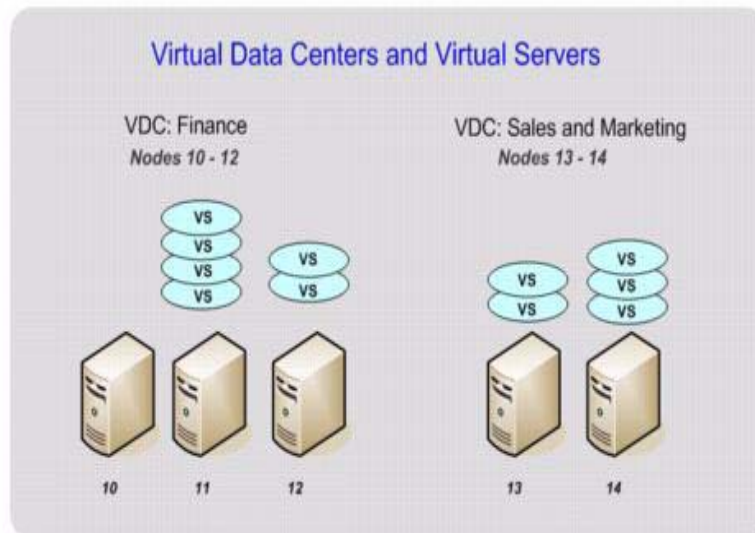 Virtual Data Centers and Virtual Servers
VDC: Finance
Nodes 10 - 12
VDC: Sales and Marketing
Nodes 13 - 14
VS
VS
VS
VS
VS
VS
VS
VS
VS
VS
VS
10
11
12
13
14